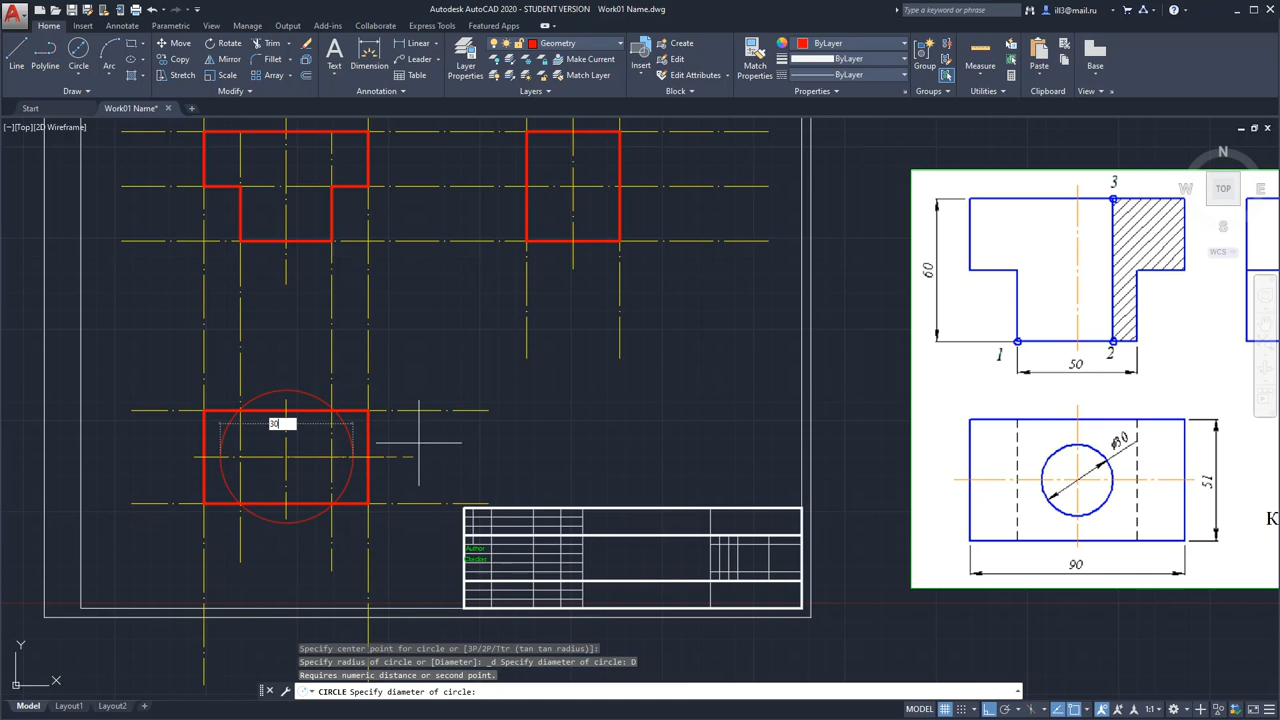 Autodesk AutoCAD 2020 - STUDENT VERSION Work01 Name.dwg
Type a keyword or phrase
ill3@mail.ru
Home Insert Annotate Parametric View Manage Output Add-ins Collaborate Express Tools Featured Apps
Line Polyline Circle Arc
Move Rotate Trim
Copy Mirror Fillet
Stretch Scale Array
Text Dimension
Linear
Leader
Table
Layer Properties
Geometry
Make Current
Match Layer
Insert
Create
Edit
Edit Attributes
Match Properties
ByLayer
ByLayer
ByLayer
Group Measure Paste Base
Draw Modify Annotation Layers Block Properties Groups Utilities Clipboard View
Start Work01 Name*
[−][Top][2D Wireframe]
N
W TOP E
S
WCS
3
60
1
2
50
30
⌀30
51
90
К
Author
Checker
Y
X
Specify center point for circle or [3P/2P/Ttr (tan tan radius)]:
Specify radius of circle or [Diameter]: _d Specify diameter of circle: D
Requires numeric distance or second point.
CIRCLE Specify diameter of circle:
Model Layout1 Layout2
MODEL 1:1